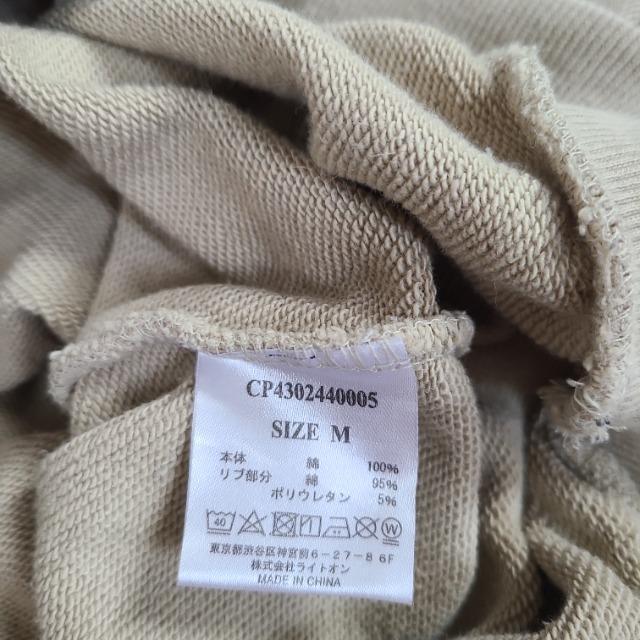 CP4302440005
SIZE M
本体 綿 100%
リブ部分 綿 95%
ポリウレタン 5%
40 W
東京都渋谷区神宮前6-27-8 6F
株式会社ライトオン
MADE IN CHINA